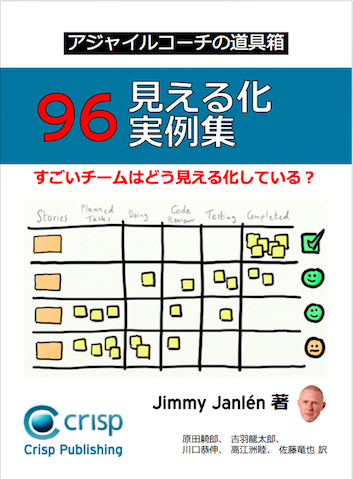 アジャイルコーチの道具箱
96 見える化
実例集
すごいチームはどう見える化している？
Stories Planned Tasks Doing Code Review Testing Completed
Jimmy Janlén 著
crisp
Crisp Publishing
原田騎郎、 吉羽龍太郎、
川口恭伸、 高江洲睦、 佐藤竜也 訳